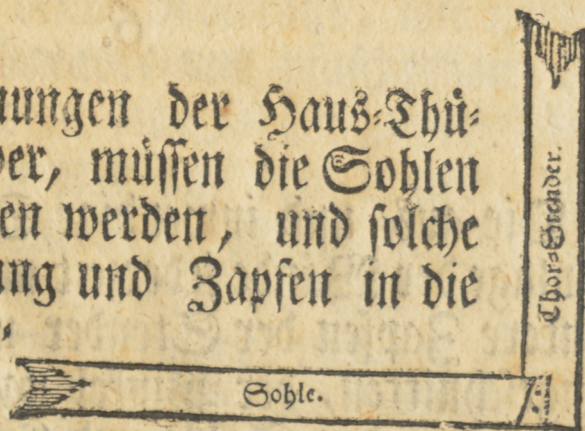 nungen der Haus-Thü-
er, müssen die Sohlen
en werden, und solche
ung und Zapfen in die
Thor-Stender.
Sohle.